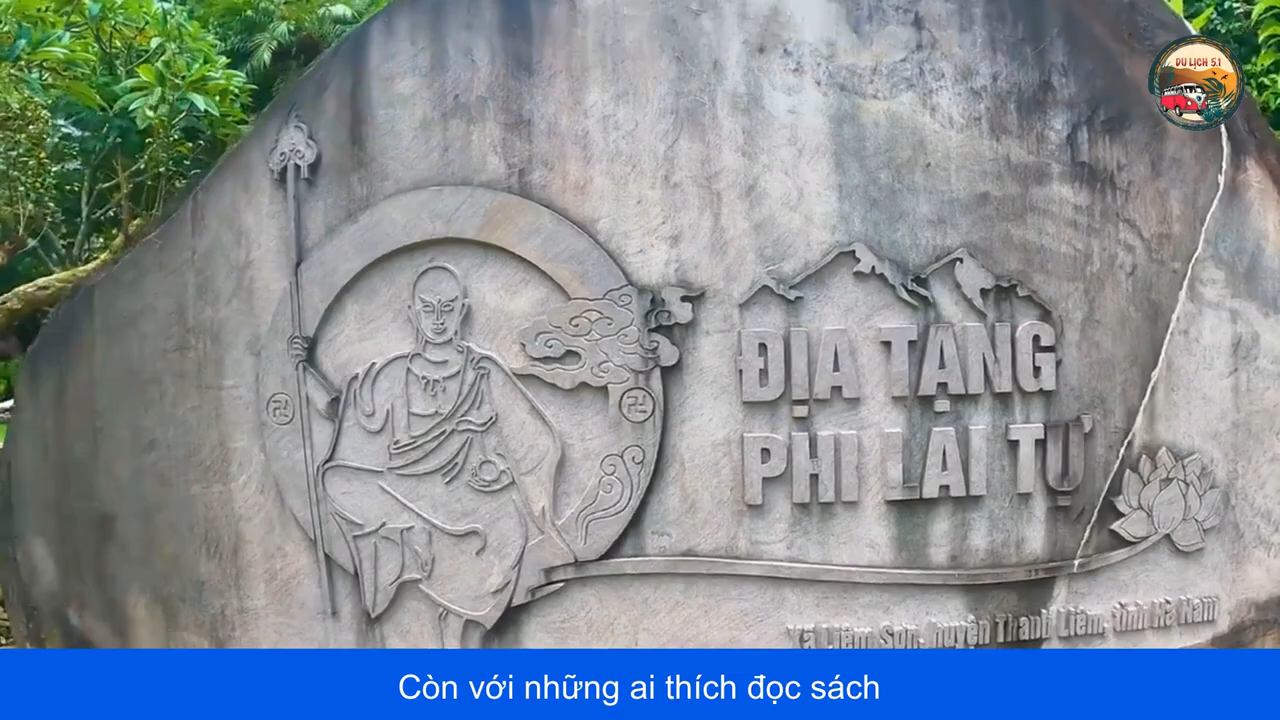 DU LỊCH 5.1
ĐỊA TẠNG
PHI LAI TỰ
Xã Liêm Sơn, huyện Thanh Liêm, tỉnh Hà Nam
Còn với những ai thích đọc sách